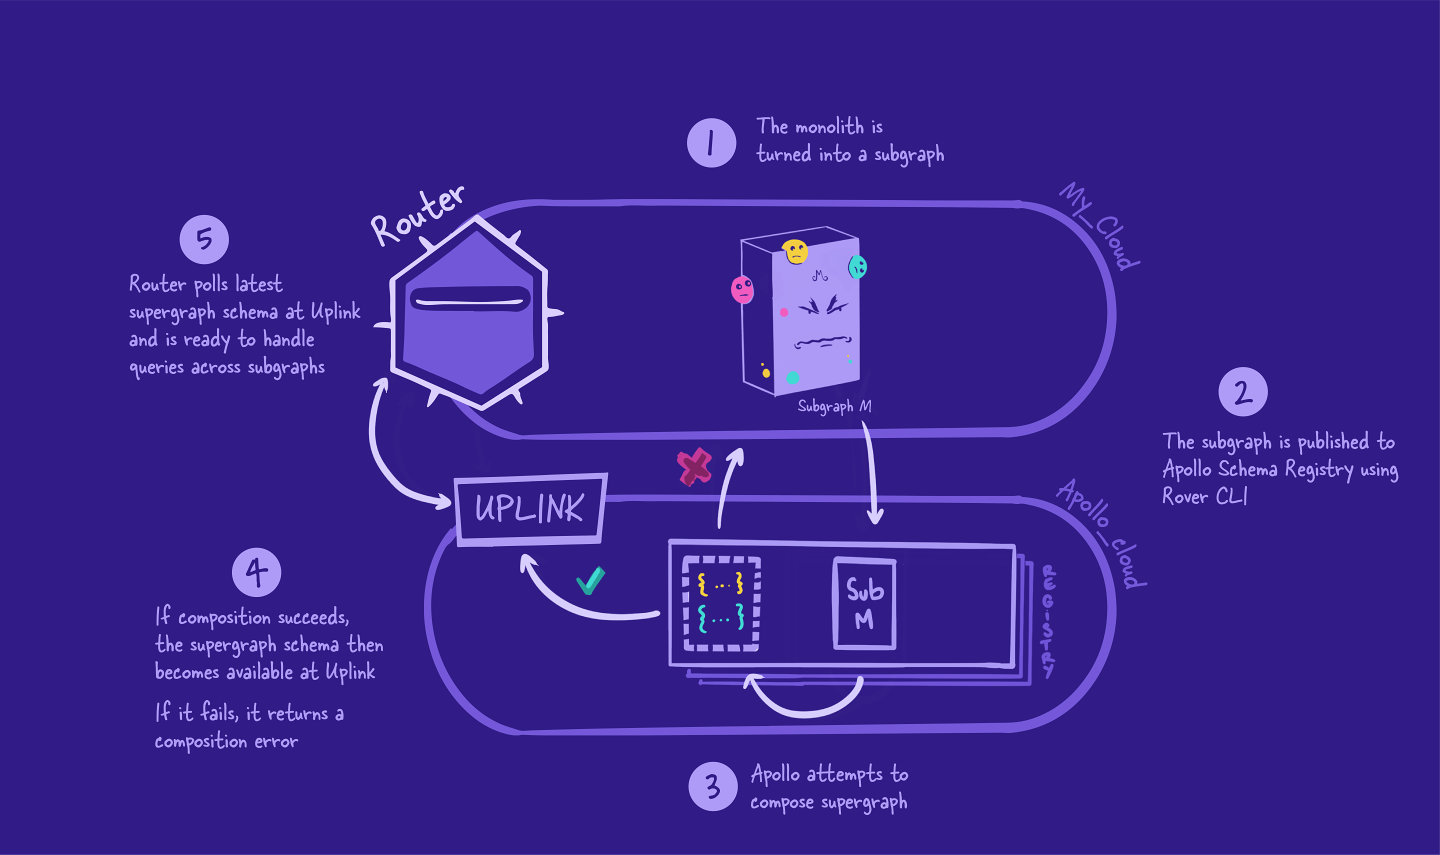 1
The monolith is
turned into a subgraph
Router
My_Cloud
5
Router polls latest
supergraph schema at Uplink
and is ready to handle
queries across subgraphs
M
Subgraph M
2
The subgraph is published to
Apollo Schema Registry using
Rover CLI
UPLINK
Apollo_cloud
{...}
{...}
Sub
M
REGISTRY
4
If composition succeeds,
the supergraph schema then
becomes available at Uplink
If it fails, it returns a
composition error
3
Apollo attempts to
compose supergraph